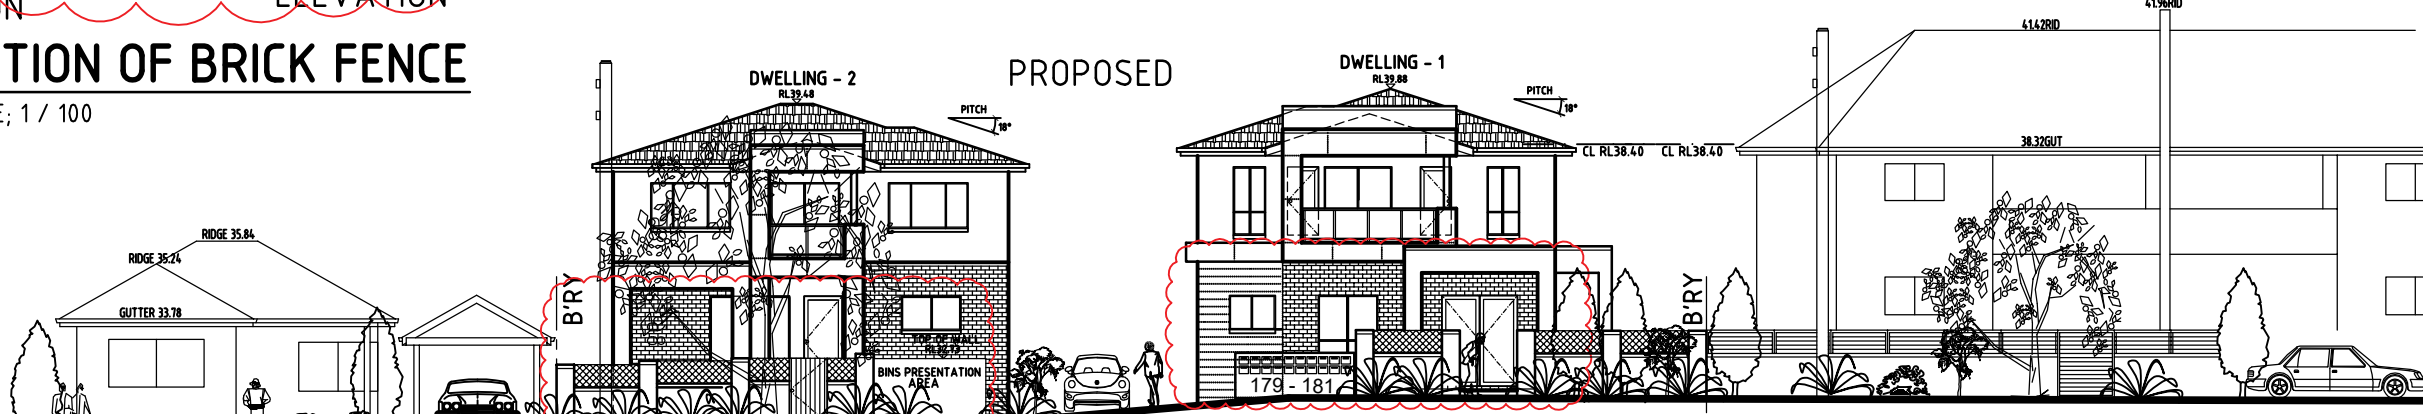 ELEVATION
TION OF BRICK FENCE
; 1 / 100
PROPOSED
DWELLING - 2
RL39.48
PITCH
18°
DWELLING - 1
RL39.88
PITCH
18°
CL RL38.40 CL RL38.40
41.42RID
41.96RID
38.32GUT
RIDGE 35.84
RIDGE 35.24
GUTTER 33.78
B'RY
B'RY
TOP OF WALL
BINS PRESENTATION
AREA
179 - 181